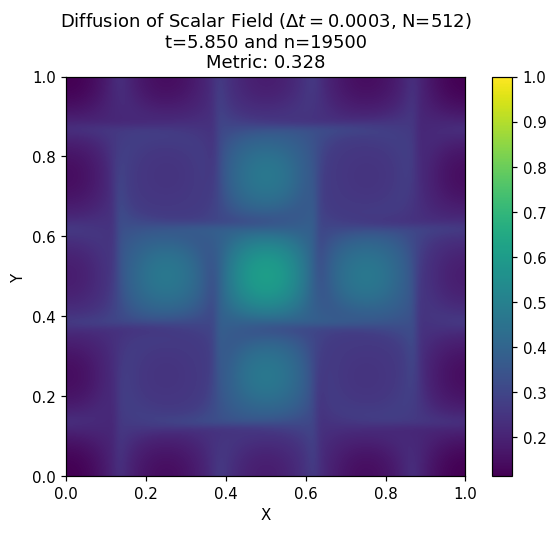 Diffusion of Scalar Field (Δt = 0.0003, N=512)
t=5.850 and n=19500
Metric: 0.328
1.0
0.8
0.6
0.4
0.2
0.0
Y
0.0 0.2 0.4 0.6 0.8 1.0
X
1.0
0.9
0.8
0.7
0.6
0.5
0.4
0.3
0.2